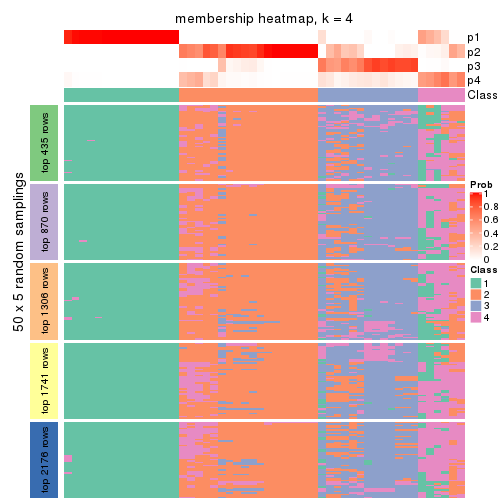 membership heatmap, k = 4
p1
p2
p3
p4
Class
50 x 5 random samplings
top 435 rows
top 870 rows
top 1306 rows
top 1741 rows
top 2176 rows
Prob
1
0.8
0.6
0.4
0.2
0
Class
1
2
3
4